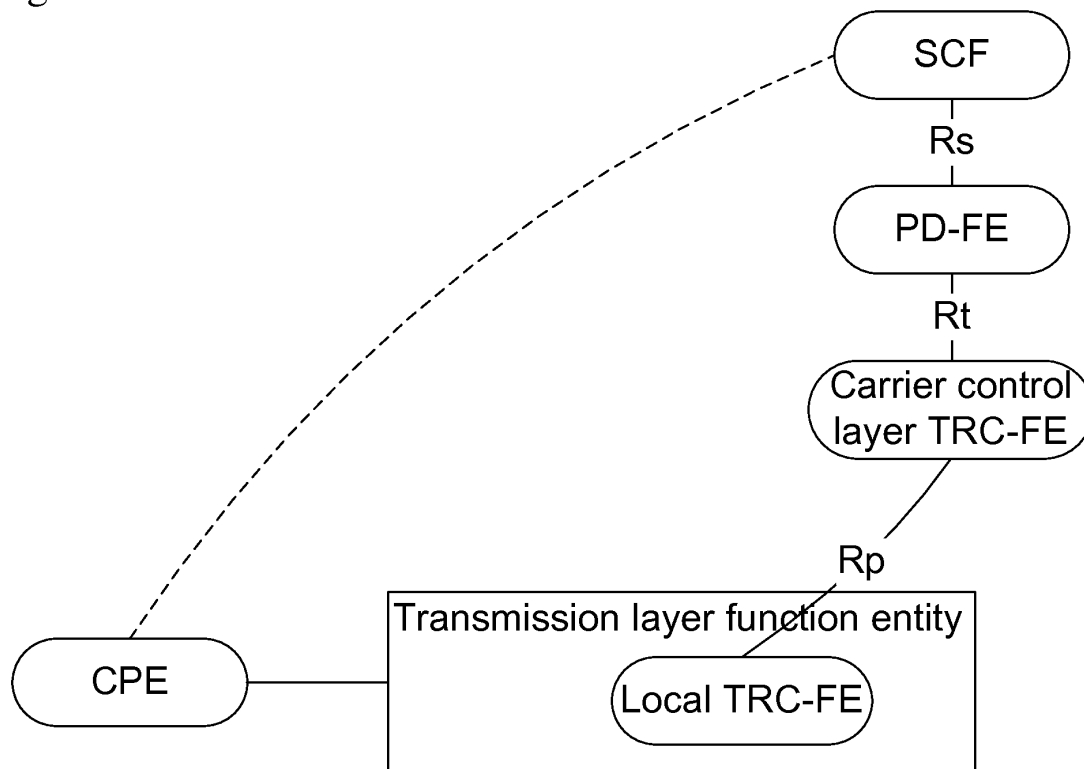 SCF
Rs
PD-FE
Rt
Carrier control
layer TRC-FE
Rp
Transmission layer function entity
CPE
Local TRC-FE